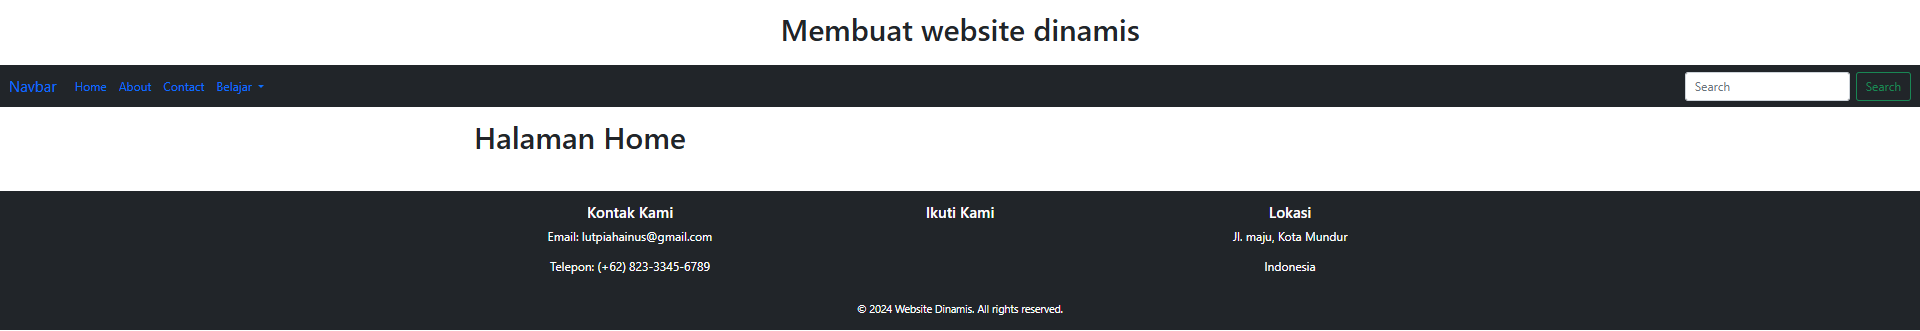 Membuat website dinamis
Navbar Home About Contact Belajar Search Search
Halaman Home
Kontak Kami
Email: lutpiahainus@gmail.com
Telepon: (+62) 823-3345-6789
Ikuti Kami
Lokasi
Jl. maju, Kota Mundur
Indonesia
© 2024 Website Dinamis. All rights reserved.